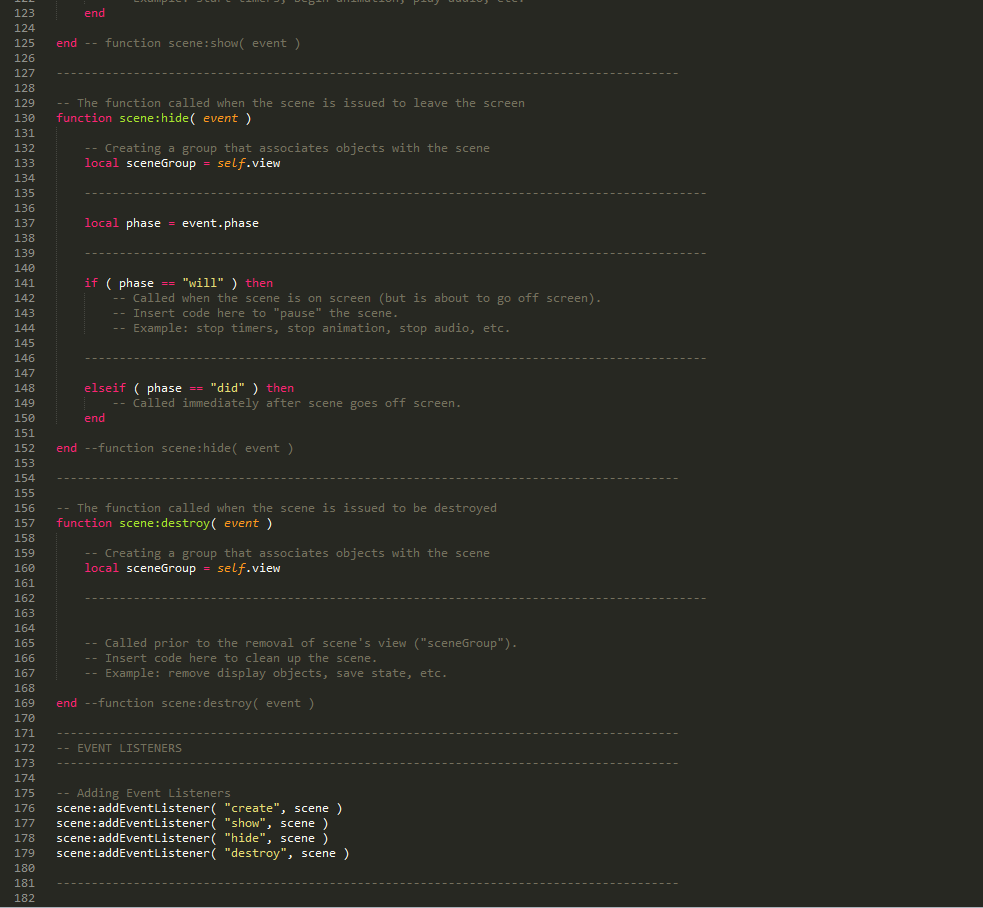 122 -- Example: start timers, begin animation, play audio, etc.
123 end
124
125 end -- function scene:show( event )
126
127 -----------------------------------------------------------------------------------------
128
129 -- The function called when the scene is issued to leave the screen
130 function scene:hide( event )
131
132 -- Creating a group that associates objects with the scene
133 local sceneGroup = self.view
134
135 -----------------------------------------------------------------------------------------
136
137 local phase = event.phase
138
139 -----------------------------------------------------------------------------------------
140
141 if ( phase == "will" ) then
142 -- Called when the scene is on screen (but is about to go off screen).
143 -- Insert code here to "pause" the scene.
144 -- Example: stop timers, stop animation, stop audio, etc.
145
146 -----------------------------------------------------------------------------------------
147
148 elseif ( phase == "did" ) then
149 -- Called immediately after scene goes off screen.
150 end
151
152 end --function scene:hide( event )
153
154 -----------------------------------------------------------------------------------------
155
156 -- The function called when the scene is issued to be destroyed
157 function scene:destroy( event )
158
159 -- Creating a group that associates objects with the scene
160 local sceneGroup = self.view
161
162 -----------------------------------------------------------------------------------------
163
164
165 -- Called prior to the removal of scene's view ("sceneGroup").
166 -- Insert code here to clean up the scene.
167 -- Example: remove display objects, save state, etc.
168
169 end --function scene:destroy( event )
170
171 -----------------------------------------------------------------------------------------
172 -- EVENT LISTENERS
173 -----------------------------------------------------------------------------------------
174
175 -- Adding Event Listeners
176 scene:addEventListener( "create", scene )
177 scene:addEventListener( "show", scene )
178 scene:addEventListener( "hide", scene )
179 scene:addEventListener( "destroy", scene )
180
181 -----------------------------------------------------------------------------------------
182